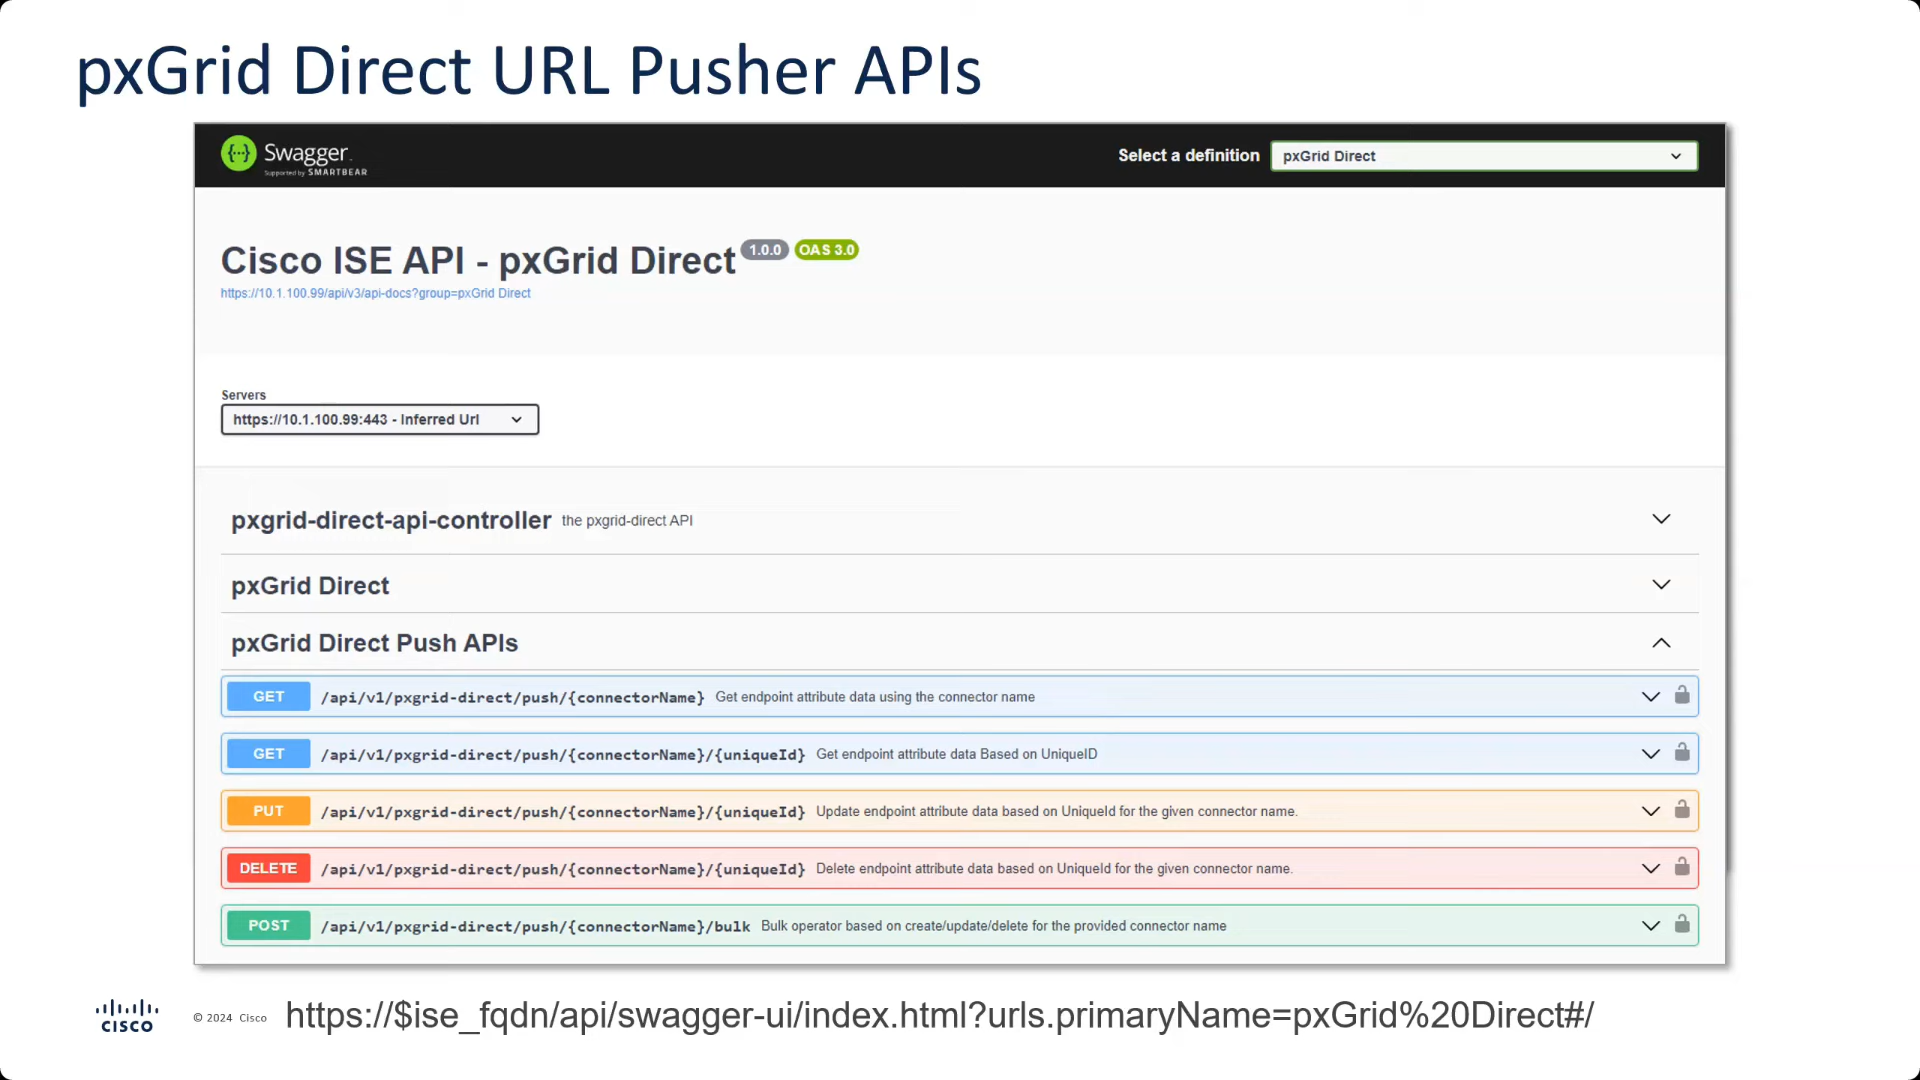 pxGrid Direct URL Pusher APIs
{···} Swagger.
Supported by SMARTBEAR
Select a definition
pxGrid Direct
Cisco ISE API - pxGrid Direct 1.0.0 OAS 3.0
https://10.1.100.99/api/v3/api-docs?group=pxGrid Direct
Servers
https://10.1.100.99:443 - Inferred Url
pxgrid-direct-api-controller the pxgrid-direct API
pxGrid Direct
pxGrid Direct Push APIs
GET /api/v1/pxgrid-direct/push/{connectorName} Get endpoint attribute data using the connector name
GET /api/v1/pxgrid-direct/push/{connectorName}/{uniqueId} Get endpoint attribute data Based on UniqueID
PUT /api/v1/pxgrid-direct/push/{connectorName}/{uniqueId} Update endpoint attribute data based on UniqueId for the given connector name.
DELETE /api/v1/pxgrid-direct/push/{connectorName}/{uniqueId} Delete endpoint attribute data based on UniqueId for the given connector name.
POST /api/v1/pxgrid-direct/push/{connectorName}/bulk Bulk operator based on create/update/delete for the provided connector name
CISCO
© 2024 Cisco
https://$ise_fqdn/api/swagger-ui/index.html?urls.primaryName=pxGrid%20Direct#/